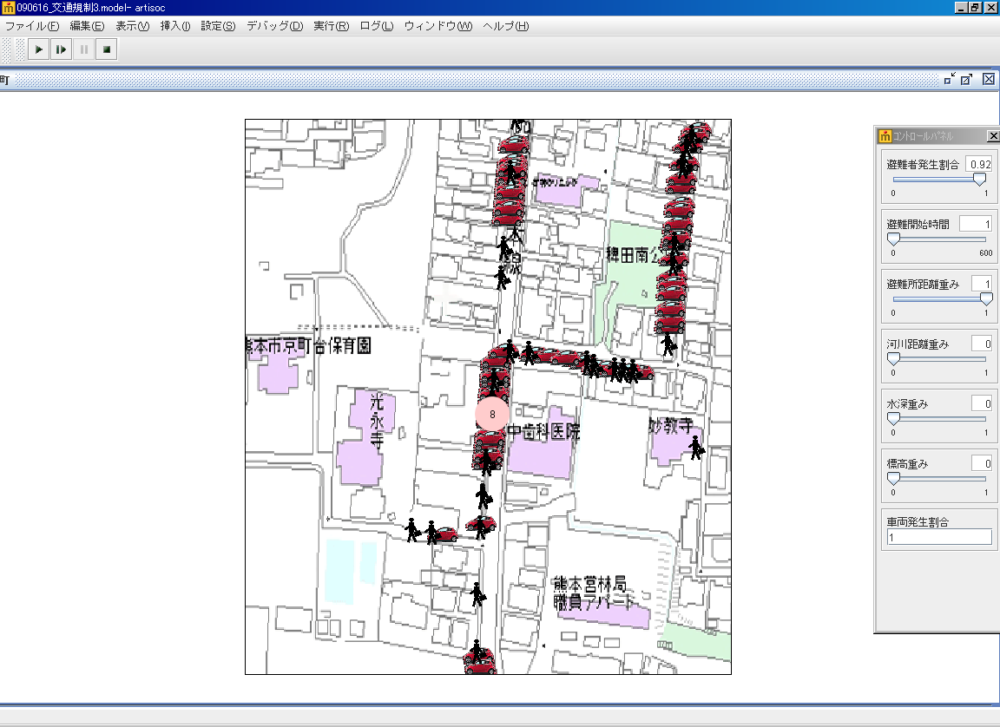 090616_交通規制3.model- artisoc
ファイル(F) 編集(E) 表示(V) 挿入(I) 設定(S) デバッグ(D) 実行(R) ログ(L) ウィンドウ(W) ヘルプ(H)
町
コントロールパネル
避難者発生割合 0.92
0 1
避難開始時間 1
0 600
避難所距離重み 1
0 1
河川距離重み 0
0 1
水深重み 0
0 1
標高重み 0
0 1
車両発生割合
1
稗田南公
熊本市京町台保育園
光永寺
8
中歯科医院
妙教寺
熊本営林局
職員アパート